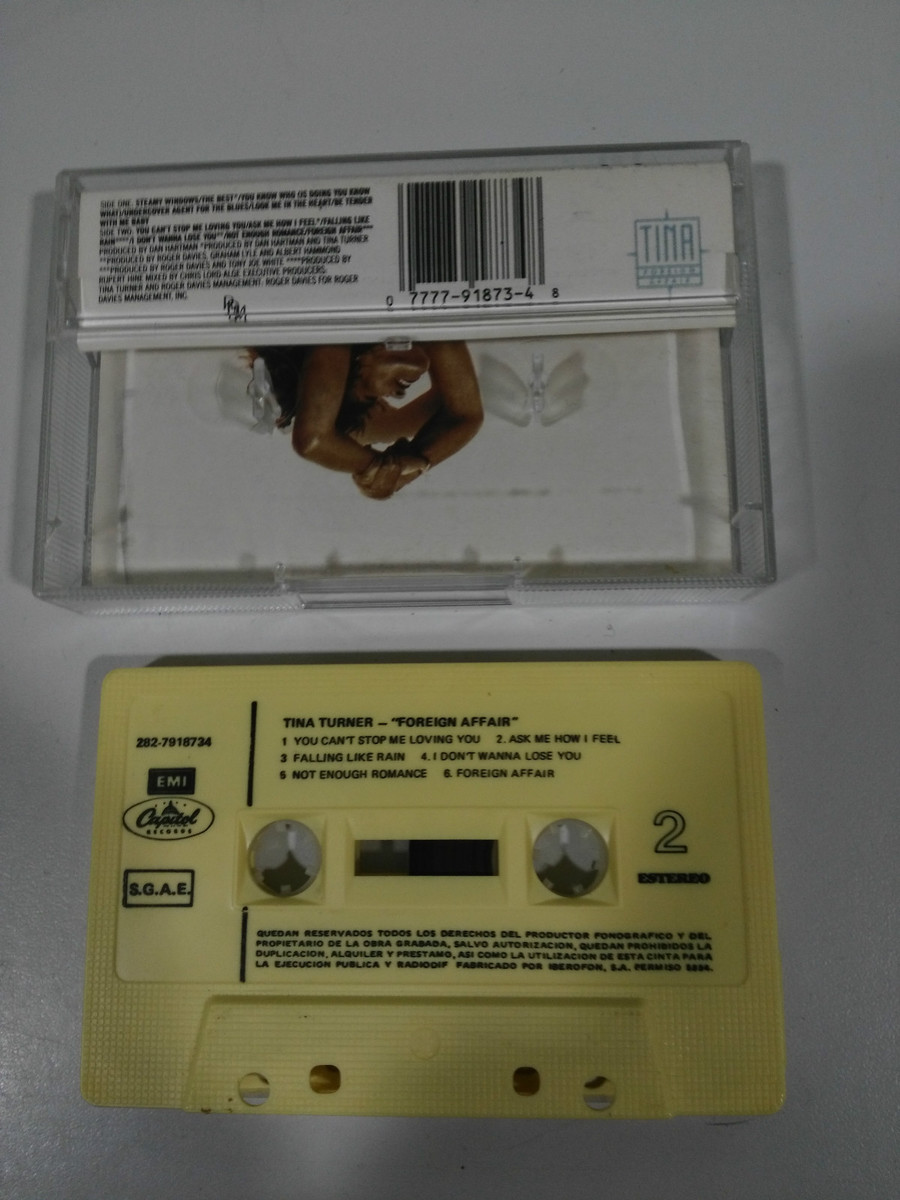 SIDE ONE: STEAMY WINDOWS/THE BEST*/YOU KNOW WHO (IS DOING YOU KNOW
WHAT)/UNDERCOVER AGENT FOR THE BLUES/LOOK ME IN THE HEART/BE TENDER
WITH ME BABY
SIDE TWO: YOU CAN'T STOP ME LOVING YOU/ASK ME HOW I FEEL*/FALLING LIKE
RAIN****/I DON'T WANNA LOSE YOU**/NOT ENOUGH ROMANCE/FOREIGN AFFAIR***
PRODUCED BY DAN HARTMAN *PRODUCED BY DAN HARTMAN AND TINA TURNER
**PRODUCED BY ROGER DAVIES, GRAHAM LYLE AND ALBERT HAMMOND
***PRODUCED BY ROGER DAVIES AND TONY JOE WHITE ****PRODUCED BY
RUPERT HINE MIXED BY CHRIS LORD ALGE EXECUTIVE PRODUCERS:
TINA TURNER AND ROGER DAVIES MANAGEMENT: ROGER DAVIES FOR ROGER
DAVIES MANAGEMENT, INC.
0 7777-91873-4 8
TINA
FOREIGN
AFFAIR
TINA TURNER – "FOREIGN AFFAIR"
1 YOU CAN'T STOP ME LOVING YOU 2. ASK ME HOW I FEEL
3 FALLING LIKE RAIN 4. I DON'T WANNA LOSE YOU
5 NOT ENOUGH ROMANCE 6. FOREIGN AFFAIR
282-7918734
EMI
Capitol
RECORDS
S.G.A.E.
2
ESTEREO
QUEDAN RESERVADOS TODOS LOS DERECHOS DEL PRODUCTOR FONOGRAFICO Y DEL
PROPIETARIO DE LA OBRA GRABADA, SALVO AUTORIZACION, QUEDAN PROHIBIDOS LA
DUPLICACION, ALQUILER Y PRESTAMO, ASI COMO LA UTILIZACION DE ESTA CINTA PARA
LA EJECUCION PUBLICA Y RADIODIF FABRICADO POR IBEROFON, S.A. PERMISO